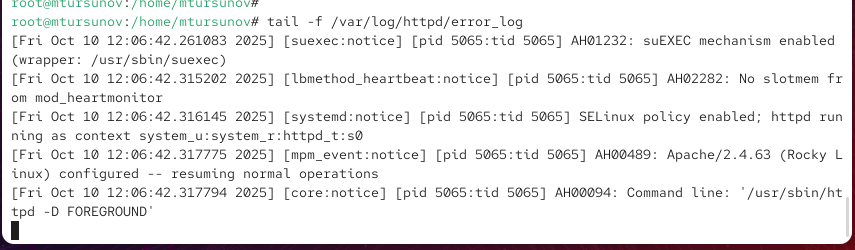 root@mtursunov:/home/mtursunov#
root@mtursunov:/home/mtursunov# tail -f /var/log/httpd/error_log
[Fri Oct 10 12:06:42.261083 2025] [suexec:notice] [pid 5065:tid 5065] AH01232: suEXEC mechanism enabled
(wrapper: /usr/sbin/suexec)
[Fri Oct 10 12:06:42.315202 2025] [lbmethod_heartbeat:notice] [pid 5065:tid 5065] AH02282: No slotmem fr
om mod_heartmonitor
[Fri Oct 10 12:06:42.316145 2025] [systemd:notice] [pid 5065:tid 5065] SELinux policy enabled; httpd run
ning as context system_u:system_r:httpd_t:s0
[Fri Oct 10 12:06:42.317775 2025] [mpm_event:notice] [pid 5065:tid 5065] AH00489: Apache/2.4.63 (Rocky L
inux) configured -- resuming normal operations
[Fri Oct 10 12:06:42.317794 2025] [core:notice] [pid 5065:tid 5065] AH00094: Command line: '/usr/sbin/ht
tpd -D FOREGROUND'